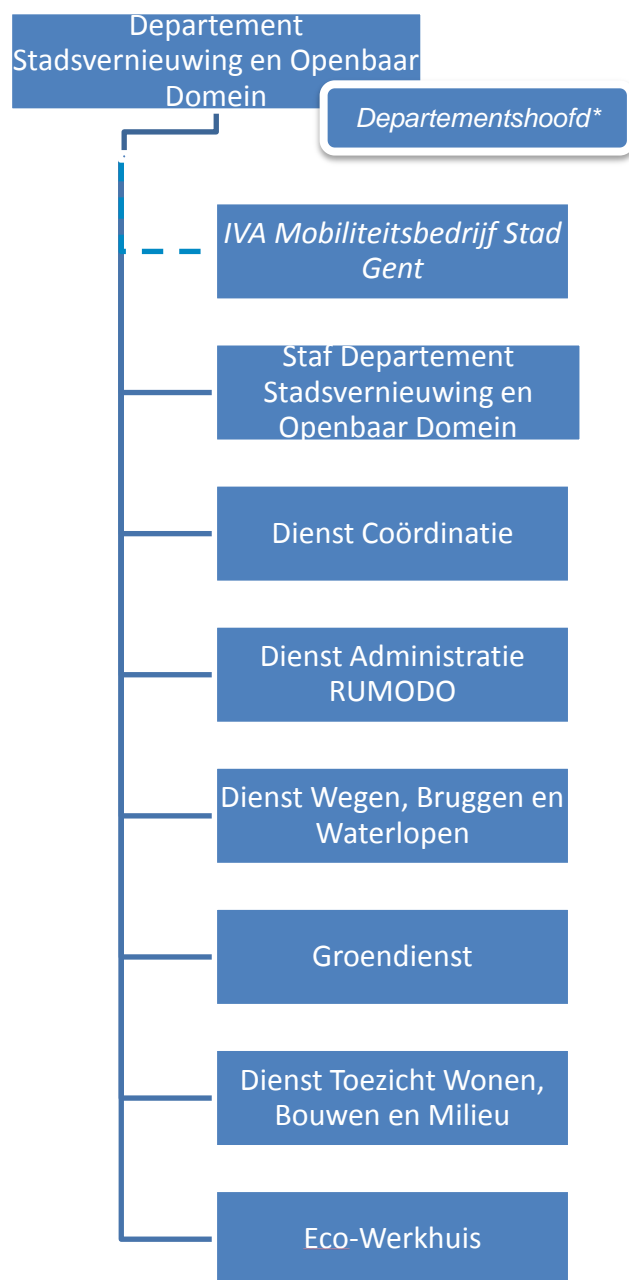 Departement
Stadsvernieuwing en Openbaar
Domein
Departementshoofd*
IVA Mobiliteitsbedrijf Stad
Gent
Staf Departement
Stadsvernieuwing en
Openbaar Domein
Dienst Coördinatie
Dienst Administratie
RUMODO
Dienst Wegen, Bruggen en
Waterlopen
Groendienst
Dienst Toezicht Wonen,
Bouwen en Milieu
Eco-Werkhuis